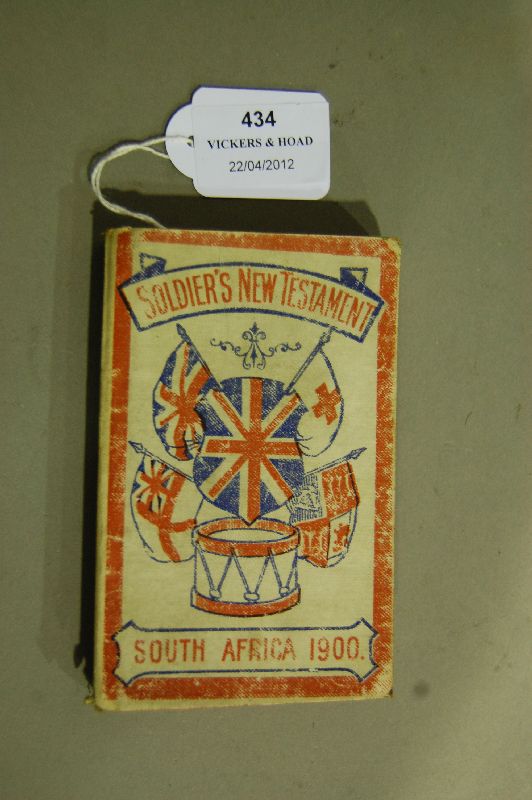 434
VICKERS & HOAD
22/04/2012
SOLDIER'S NEW TESTAMENT
SOUTH AFRICA 1900.